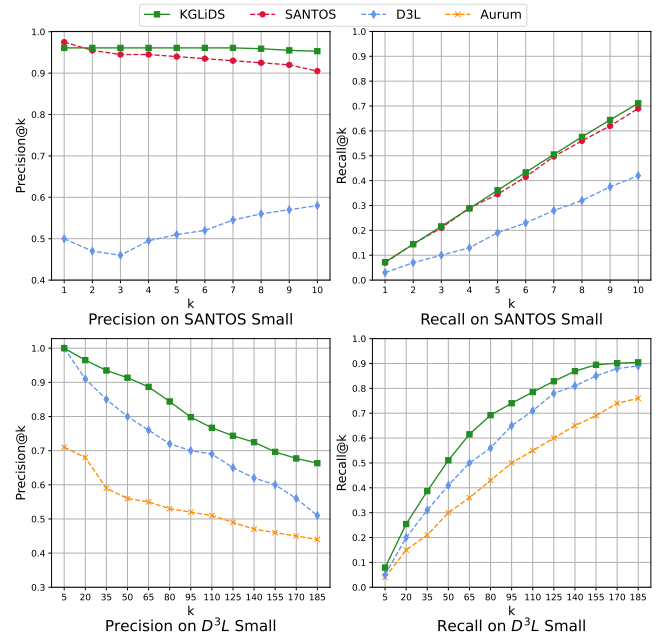 KGLiDS SANTOS D3L Aurum
Precision@k
1.0
0.9
0.8
0.7
0.6
0.5
0.4
1 2 3 4 5 6 7 8 9 10
k
Precision on SANTOS Small
Recall@k
1.0
0.9
0.8
0.7
0.6
0.5
0.4
0.3
0.2
0.1
0.0
1 2 3 4 5 6 7 8 9 10
k
Recall on SANTOS Small
Precision@k
1.0
0.9
0.8
0.7
0.6
0.5
0.4
0.3
5 20 35 50 65 80 95 110 125 140 155 170 185
k
Precision on D³L Small
Recall@k
1.0
0.9
0.8
0.7
0.6
0.5
0.4
0.3
0.2
0.1
0.0
5 20 35 50 65 80 95 110 125 140 155 170 185
k
Recall on D³L Small